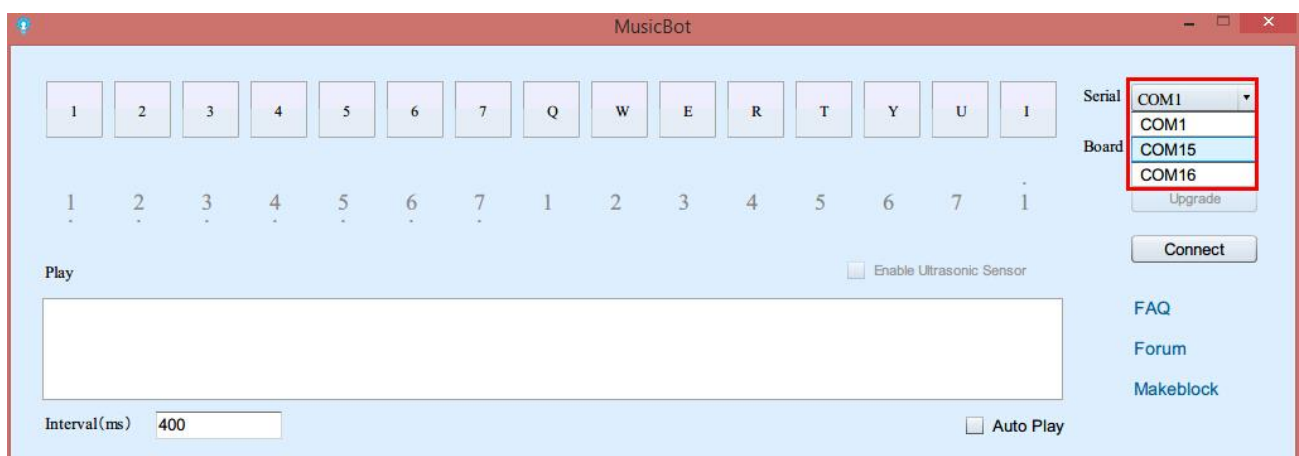 MusicBot
1 2 3 4 5 6 7 Q W E R T Y U I
Serial COM1
COM1
Board COM15
COM16
1 2 3 4 5 6 7 1 2 3 4 5 6 7 1
Upgrade
Connect
Play
Enable Ultrasonic Sensor
FAQ
Forum
Makeblock
Interval(ms) 400
Auto Play